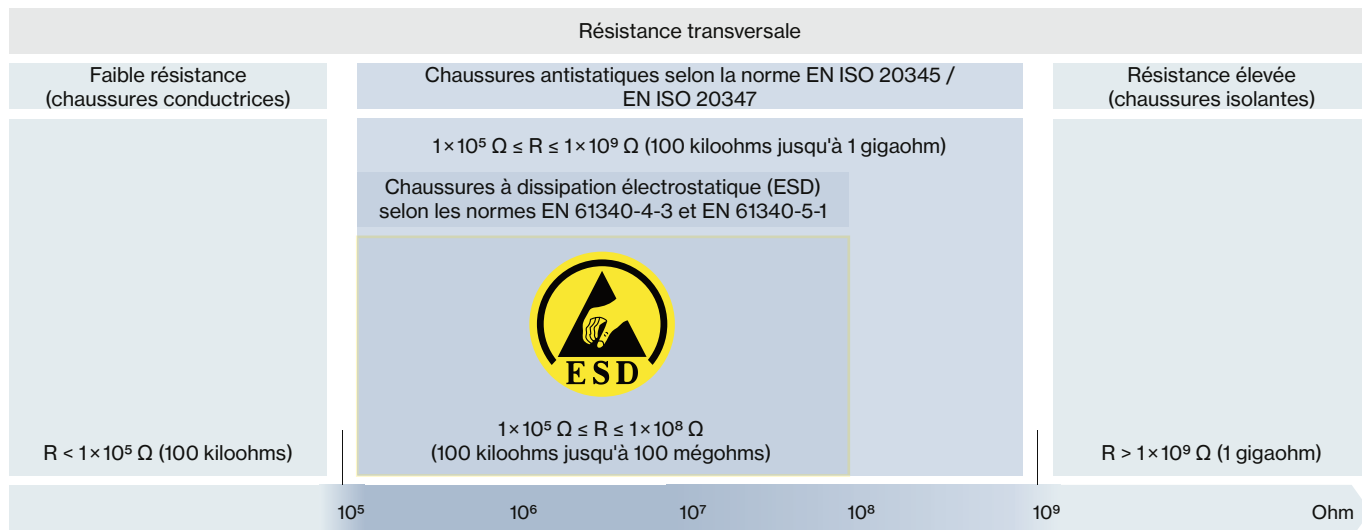 Résistance transversale
Faible résistance
(chaussures conductrices)
Chaussures antistatiques selon la norme EN ISO 20345 /
EN ISO 20347
Résistance élevée
(chaussures isolantes)
1×10⁵ Ω ≤ R ≤ 1×10⁹ Ω (100 kiloohms jusqu'à 1 gigaohm)
Chaussures à dissipation électrostatique (ESD)
selon les normes EN 61340-4-3 et EN 61340-5-1
ESD
1×10⁵ Ω ≤ R ≤ 1×10⁸ Ω
(100 kiloohms jusqu'à 100 mégohms)
R < 1×10⁵ Ω (100 kiloohms)
R > 1×10⁹ Ω (1 gigaohm)
10⁵ 10⁶ 10⁷ 10⁸ 10⁹ Ohm